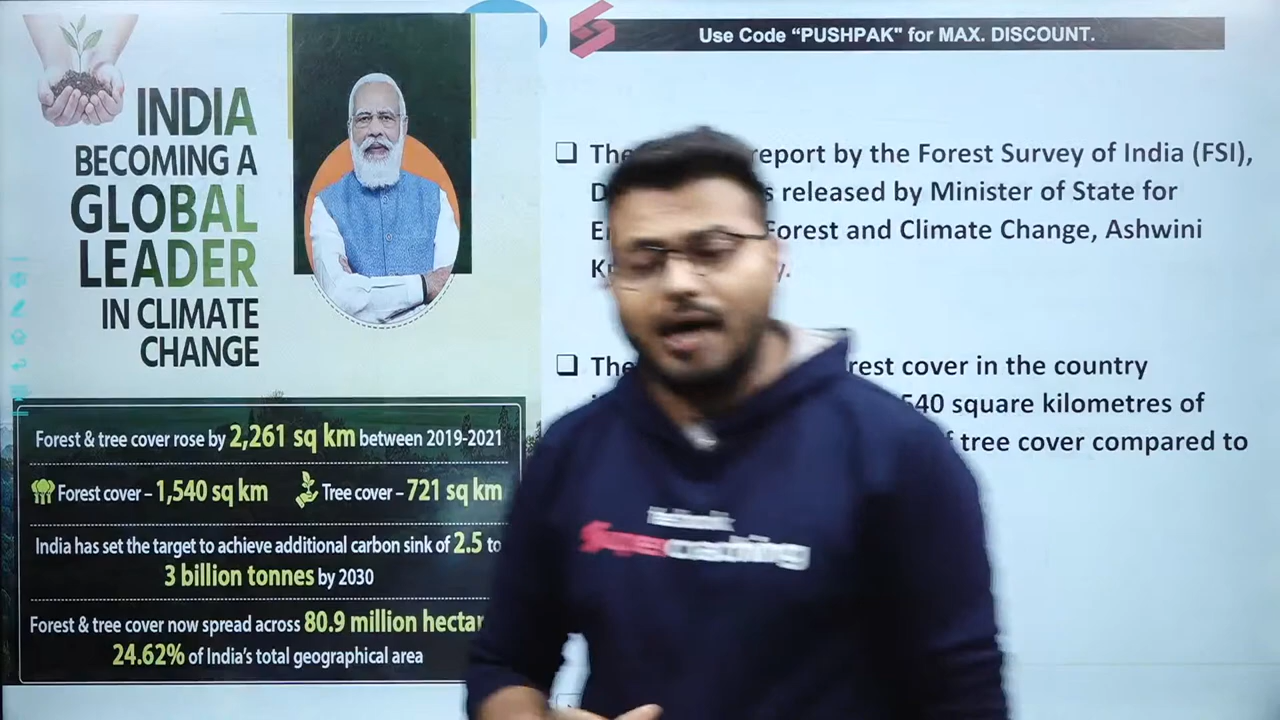 INDIA
BECOMING A
GLOBAL
LEADER
IN CLIMATE
CHANGE
Forest & tree cover rose by 2,261 sq km between 2019-2021
Forest cover – 1,540 sq km Tree cover – 721 sq km
India has set the target to achieve additional carbon sink of 2.5 to
3 billion tonnes by 2030
Forest & tree cover now spread across 80.9 million
24.62% of India's total geographical area
Use Code “PUSHPAK" for MAX. DISCOUNT.
❑ The report by the Forest Survey of India (FSI),
released by Minister of State for
Forest and Climate Change, Ashwini
❑ The cover in the country
540 square kilometres of
tree cover compared to
coaching